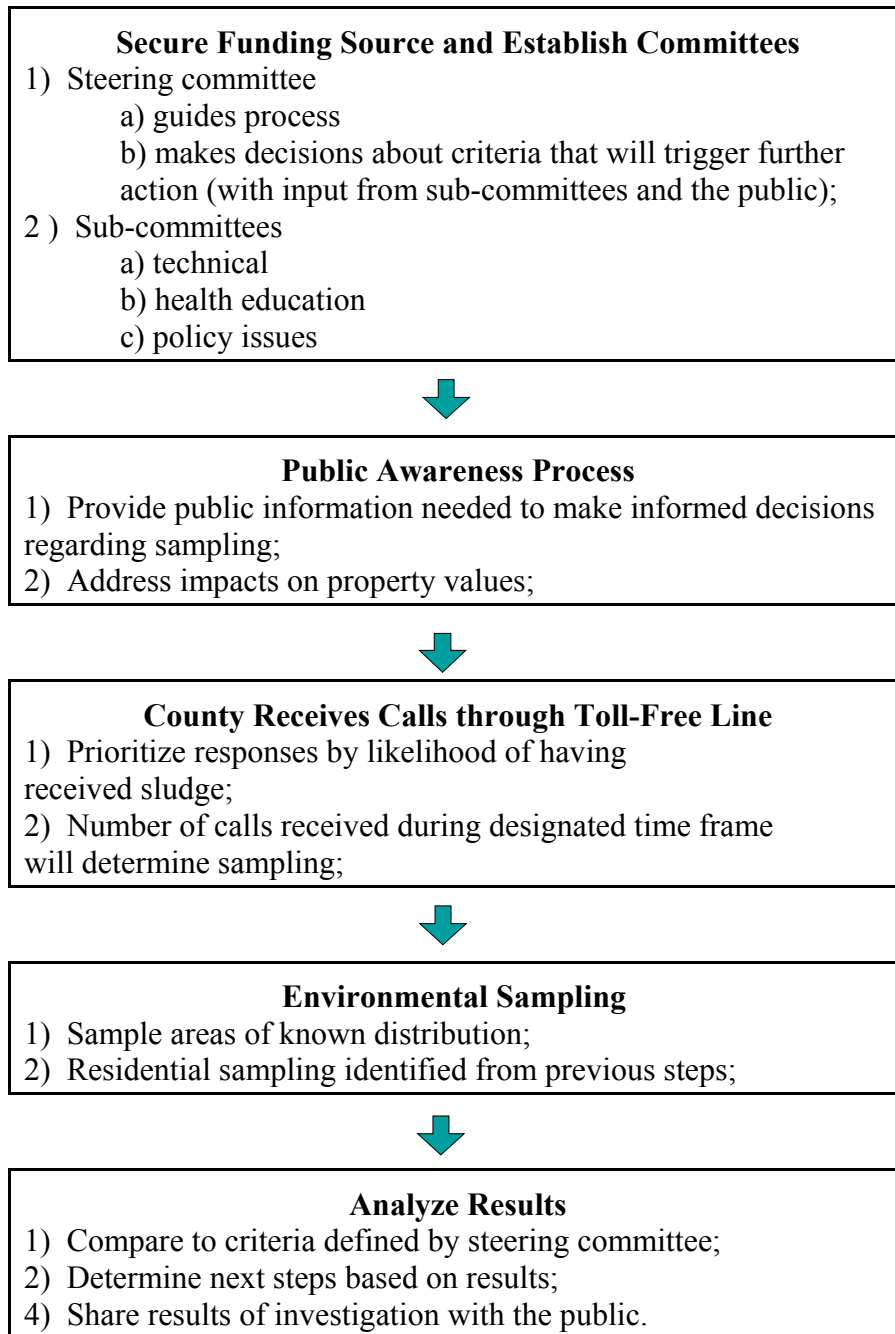 Secure Funding Source and Establish Committees
1) Steering committee
a) guides process
b) makes decisions about criteria that will trigger further
action (with input from sub-committees and the public);
2 ) Sub-committees
a) technical
b) health education
c) policy issues
Public Awareness Process
1) Provide public information needed to make informed decisions
regarding sampling;
2) Address impacts on property values;
County Receives Calls through Toll-Free Line
1) Prioritize responses by likelihood of having
received sludge;
2) Number of calls received during designated time frame
will determine sampling;
Environmental Sampling
1) Sample areas of known distribution;
2) Residential sampling identified from previous steps;
Analyze Results
1) Compare to criteria defined by steering committee;
2) Determine next steps based on results;
4) Share results of investigation with the public.